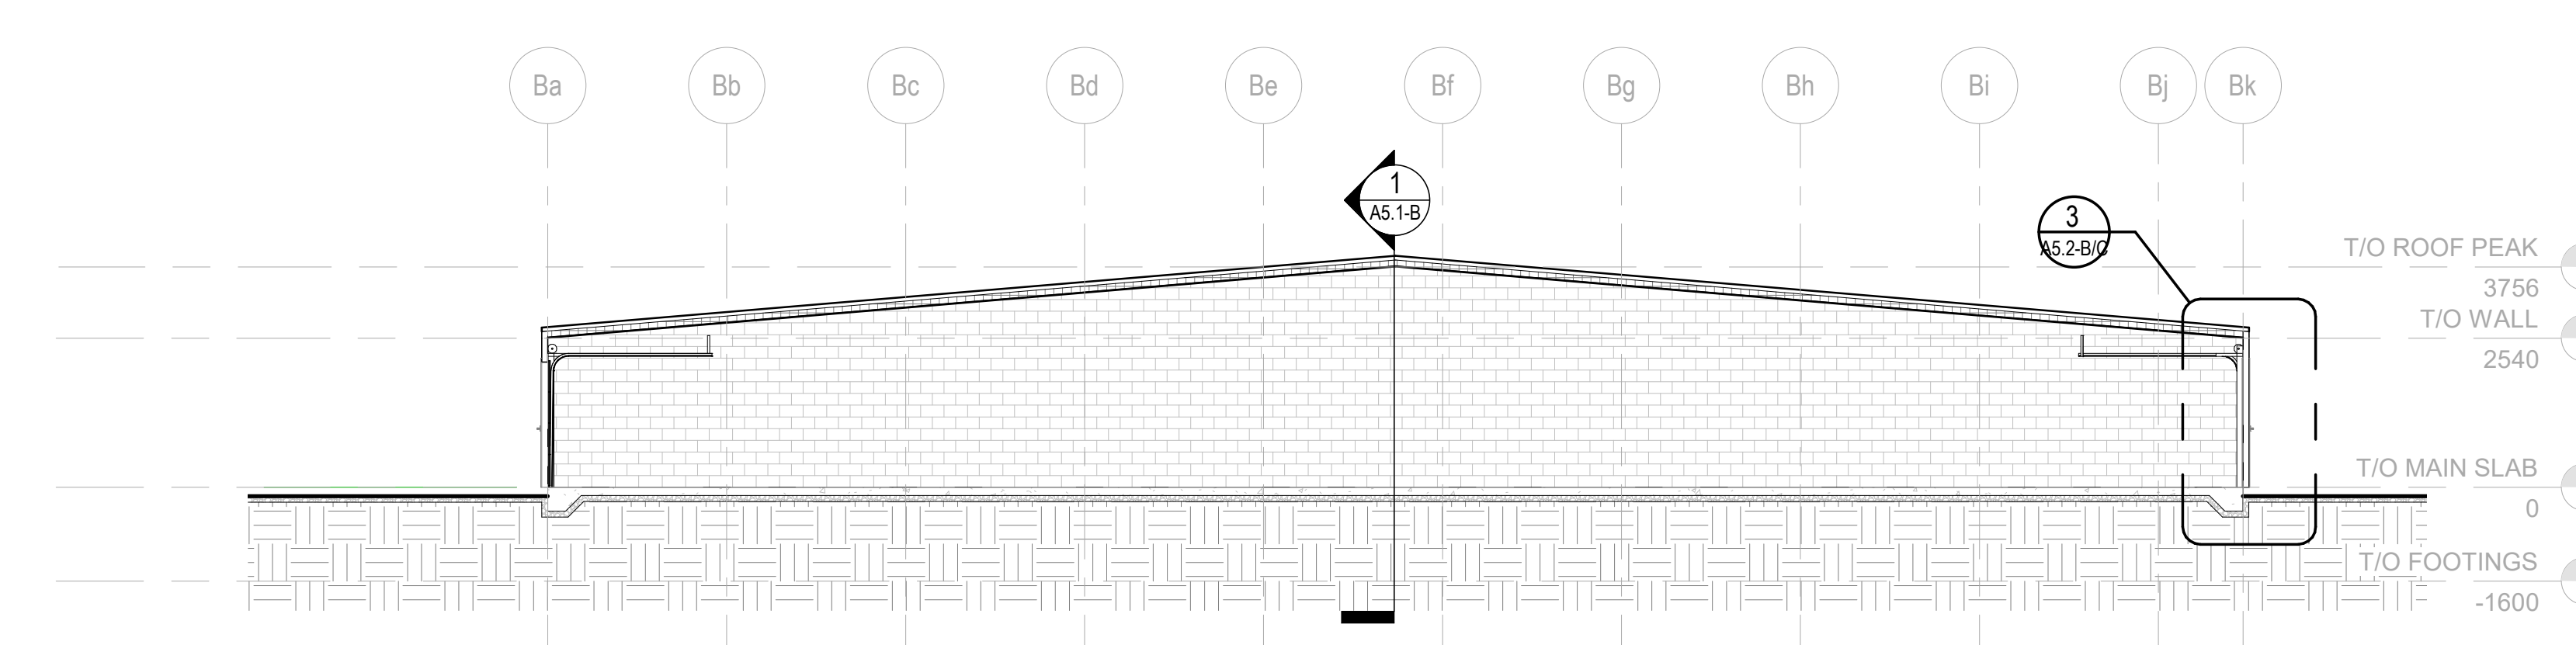 Ba Bb Bc Bd Be Bf Bg Bh Bi Bj Bk
1
A5.1-B
3
A5.2-B/C
T/O ROOF PEAK
3756
T/O WALL
2540
T/O MAIN SLAB
0
T/O FOOTINGS
-1600